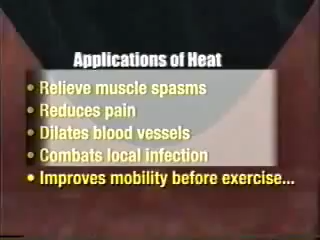 Applications of Heat
• Relieve muscle spasms
• Reduces pain
• Dilates blood vessels
• Combats local infection
• Improves mobility before exercise...